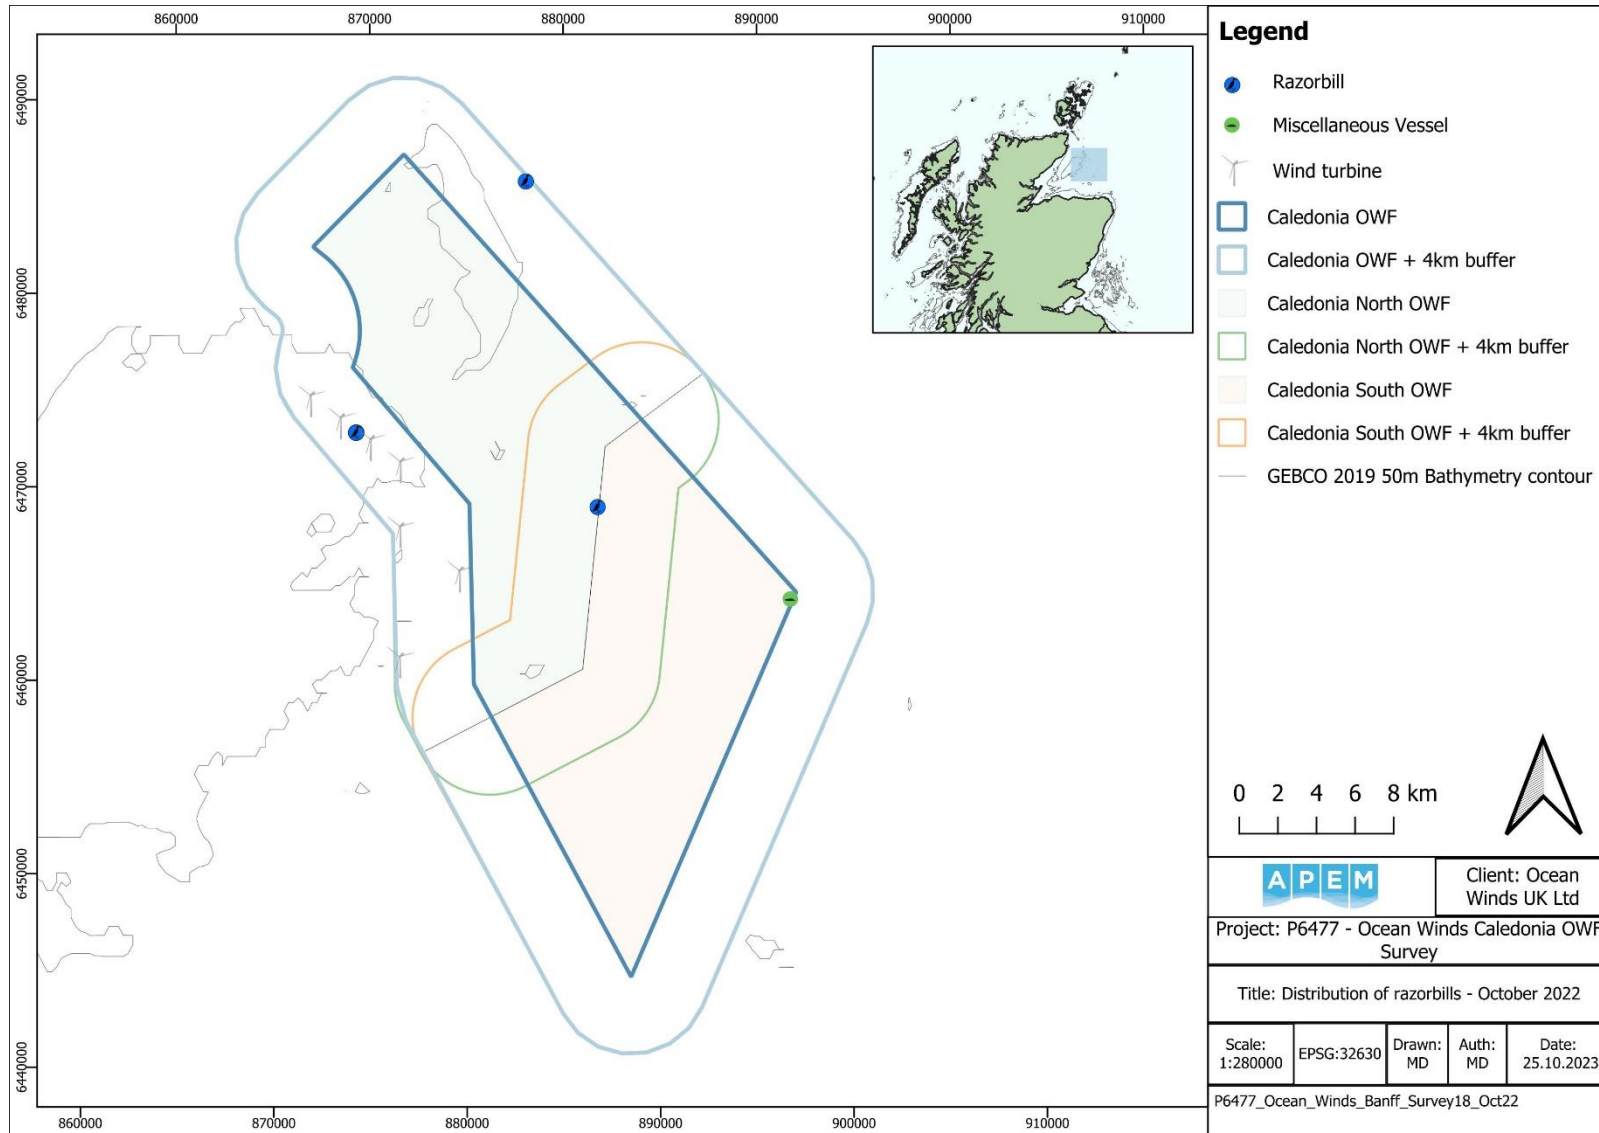 860000 870000 880000 890000 900000 910000
6490000
6480000
6470000
6460000
6450000
6440000
860000 870000 880000 890000 900000 910000
Legend
Razorbill
Miscellaneous Vessel
Wind turbine
Caledonia OWF
Caledonia OWF + 4km buffer
Caledonia North OWF
Caledonia North OWF + 4km buffer
Caledonia South OWF
Caledonia South OWF + 4km buffer
GEBCO 2019 50m Bathymetry contour
0 2 4 6 8 km
APEM
Client: Ocean
Winds UK Ltd
Project: P6477 - Ocean Winds Caledonia OWF
Survey
Title: Distribution of razorbills - October 2022
Scale:
1:280000
EPSG:32630
Drawn:
MD
Auth:
MD
Date:
25.10.2023
P6477_Ocean_Winds_Banff_Survey18_Oct22